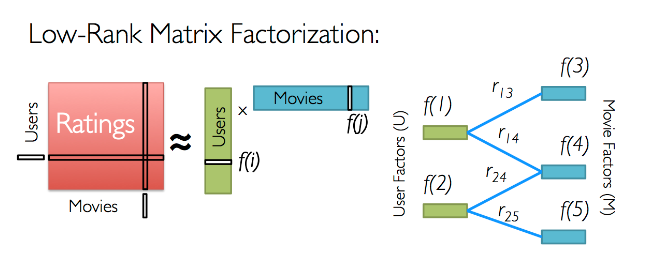 Low-Rank Matrix Factorization:
Users
Ratings
Movies
≈
Users
f(i)
x
Movies
f(j)
User Factors (U)
f(1)
f(2)
r13
r14
r24
r25
f(3)
f(4)
f(5)
Movie Factors (M)